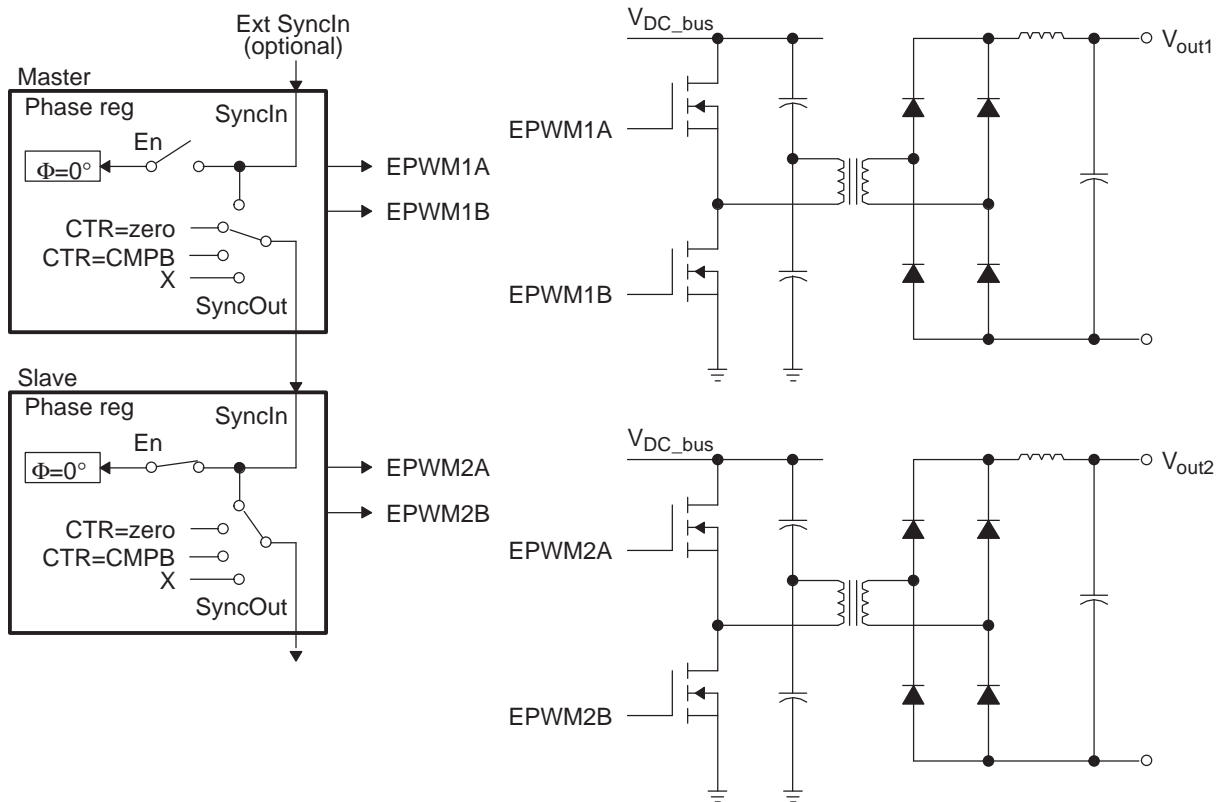 Ext SyncIn
(optional)
Master
Phase reg
SyncIn
En
Φ=0°
EPWM1A
EPWM1B
CTR=zero
CTR=CMPB
X
SyncOut
Slave
Phase reg
SyncIn
En
Φ=0°
EPWM2A
EPWM2B
CTR=zero
CTR=CMPB
X
SyncOut
VDC_bus
Vout1
EPWM1A
EPWM1B
VDC_bus
Vout2
EPWM2A
EPWM2B